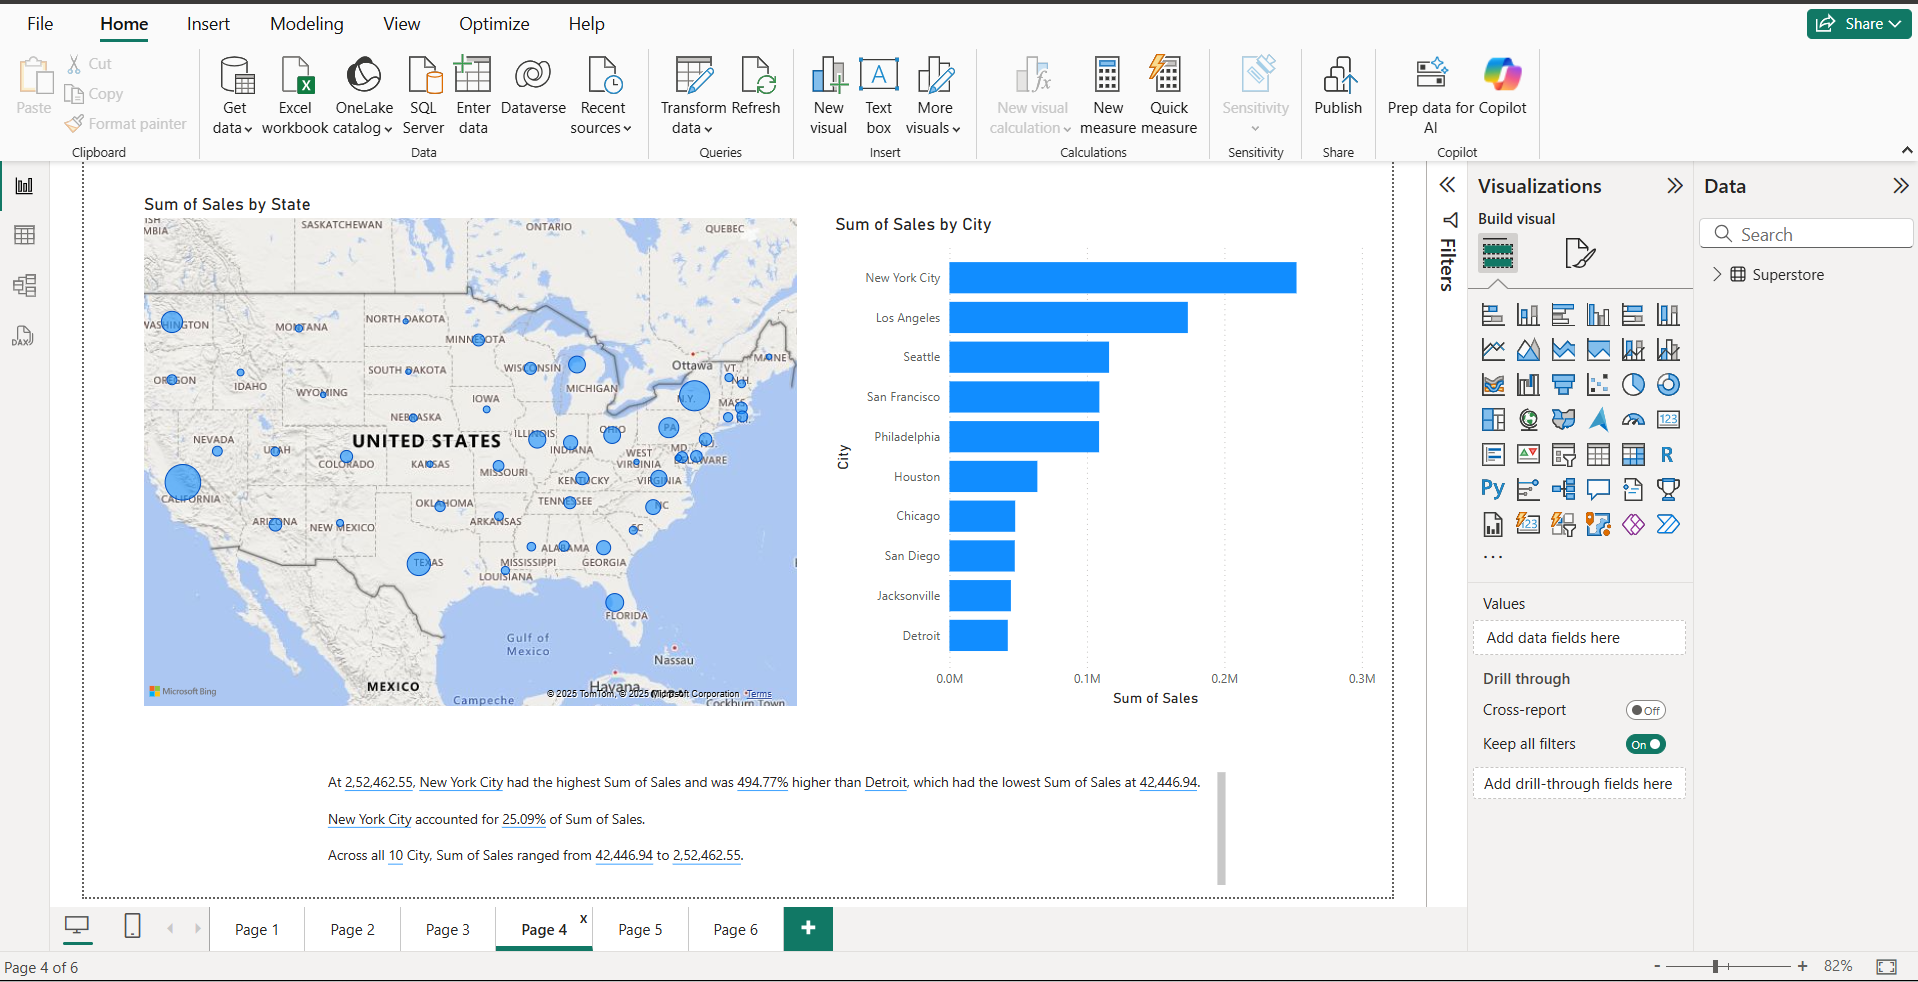 File Home Insert Modeling View Optimize Help Share
Paste
Cut
Copy
Format painter
Clipboard
Get data
Excel workbook
OneLake catalog
SQL Server
Enter data
Dataverse
Recent sources
Data
Transform data
Refresh
Queries
New visual
Text box
More visuals
Insert
New visual calculation
New measure
Quick measure
Calculations
Sensitivity
Sensitivity
Publish
Share
Prep data for AI
Copilot
Copilot
Sum of Sales by State
SASKATCHEWAN
ONTARIO
QUEBEC
WASHINGTON
MONTANA
NORTH DAKOTA
MINNESOTA
Ottawa
MAINE
VT.
N.H.
OREGON
IDAHO
SOUTH DAKOTA
WISCONSIN
MICHIGAN
WYOMING
IOWA
N.Y.
MASS
NEBRASKA
NEVADA
UTAH
UNITED STATES
ILLINOIS
OHIO
PA
N.J.
INDIANA
MD
DELAWARE
COLORADO
KANSAS
MISSOURI
WEST VIRGINIA
KENTUCKY
VIRGINIA
CALIFORNIA
OKLAHOMA
TENNESSEE
NC
ARIZONA
NEW MEXICO
ARKANSAS
SC
TEXAS
ALABAMA
MISSISSIPPI
GEORGIA
LOUISIANA
FLORIDA
Gulf of Mexico
Nassau
MEXICO
Havana
Campeche
Cockburn Town
Microsoft Bing
© 2025 TomTom, © 2025 Microsoft Corporation Terms
Sum of Sales by City
City
New York City
Los Angeles
Seattle
San Francisco
Philadelphia
Houston
Chicago
San Diego
Jacksonville
Detroit
0.0M 0.1M 0.2M 0.3M
Sum of Sales
At 2,52,462.55, New York City had the highest Sum of Sales and was 494.77% higher than Detroit, which had the lowest Sum of Sales at 42,446.94.
New York City accounted for 25.09% of Sum of Sales.
Across all 10 City, Sum of Sales ranged from 42,446.94 to 2,52,462.55.
Filters
Visualizations
Build visual
123
R
Py
123
...
Values
Add data fields here
Drill through
Cross-report Off
Keep all filters On
Add drill-through fields here
Data
Search
Superstore
DAX
Page 1 Page 2 Page 3 Page 4 x Page 5 Page 6 +
Page 4 of 6
- + 82%